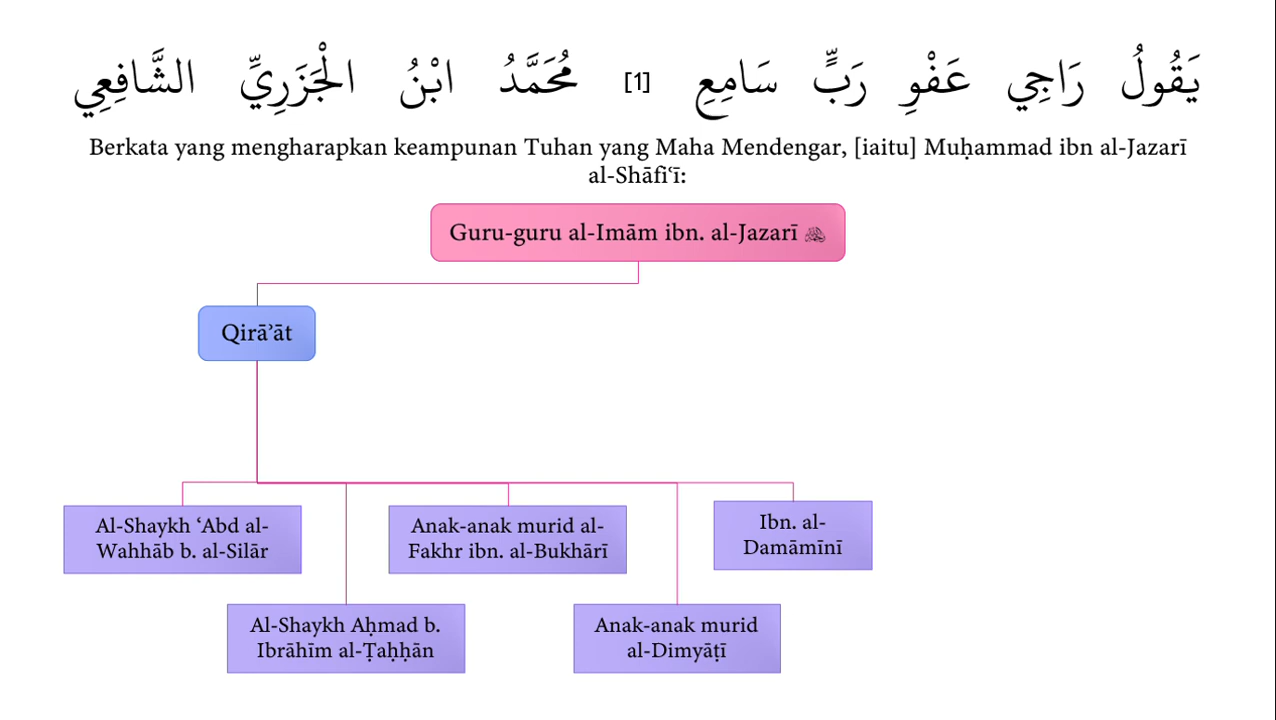 يَقُولُ رَاجِي عَفْوِ رَبٍّ سَامِعِ [1] مُحَمَّدُ ابْنُ الْجَزَرِيِّ الشَّافِعِي
Berkata yang mengharapkan keampunan Tuhan yang Maha Mendengar, [iaitu] Muḥammad ibn al-Jazarī
al-Shāfiʿī:
Guru-guru al-Imām ibn. al-Jazarī
Qirā’āt
Al-Shaykh ‘Abd al-
Wahhāb b. al-Silār
Anak-anak murid al-
Fakhr ibn. al-Bukhārī
Ibn. al-
Damāmīnī
Al-Shaykh Aḥmad b.
Ibrāhīm al-Ṭaḥḥān
Anak-anak murid
al-Dimyāṭī